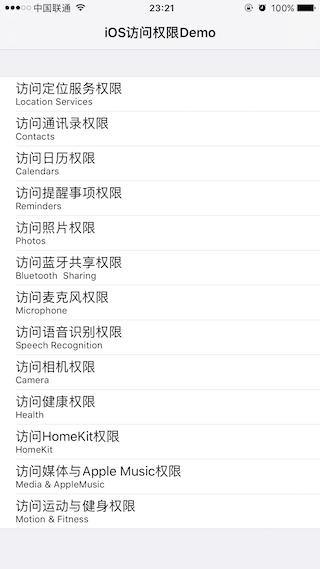 中国联通 23:21 100%
iOS访问权限Demo
访问定位服务权限
Location Services
访问通讯录权限
Contacts
访问日历权限
Calendars
访问提醒事项权限
Reminders
访问照片权限
Photos
访问蓝牙共享权限
Bluetooth  Sharing
访问麦克风权限
Microphone
访问语音识别权限
Speech Recognition
访问相机权限
Camera
访问健康权限
Health
访问HomeKit权限
HomeKit
访问媒体与Apple Music权限
Media & AppleMusic
访问运动与健身权限
Motion & Fitness